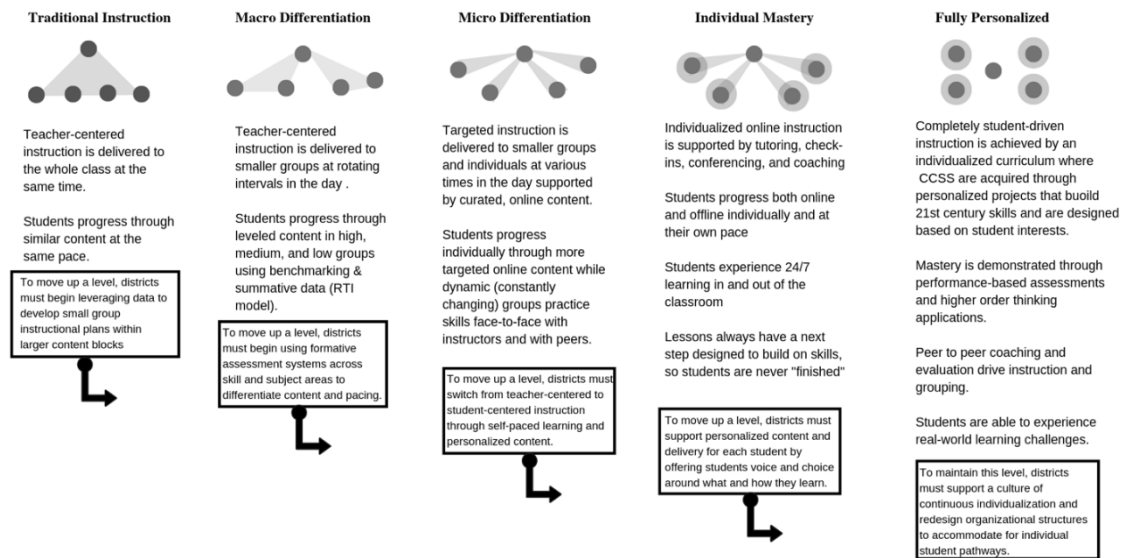 Traditional Instruction
Teacher-centered
instruction is delivered to
the whole class at the
same time.
Students progress through
similar content at the
same pace.
To move up a level, districts
must begin leveraging data to
develop small group
instructional plans within
larger content blocks
Macro Differentiation
Teacher-centered
instruction is delivered to
smaller groups at rotating
intervals in the day .
Students progress through
leveled content in high,
medium, and low groups
using benchmarking &
summative data (RTI
model).
To move up a level, districts
must begin using formative
assessment systems across
skill and subject areas to
differentiate content and pacing.
Micro Differentiation
Targeted instruction is
delivered to smaller groups
and individuals at various
times in the day supported
by curated, online content.
Students progress
individually through more
targeted online content while
dynamic (constantly
changing) groups practice
skills face-to-face with
instructors and with peers.
To move up a level, districts must
switch from teacher-centered to
student-centered instruction
through self-paced learning and
personalized content.
Individual Mastery
Individualized online instruction
is supported by tutoring, check-
ins, conferencing, and coaching
Students progress both online
and offline individually and at
their own pace
Students experience 24/7
learning in and out of the
classroom
Lessons always have a next
step designed to build on skills,
so students are never "finished"
To move up a level, districts must
support personalized content and
delivery for each student by
offering students voice and choice
around what and how they learn.
Fully Personalized
Completely student-driven
instruction is achieved by an
individualized curriculum where
CCSS are acquired through
personalized projects that buoild
21st century skills and are designed
based on student interests.
Mastery is demonstrated through
performance-based assessments
and higher order thinking
applications.
Peer to peer coaching and
evaluation drive instruction and
grouping.
Students are able to experience
real-world learning challenges.
To maintain this level, districts
must support a culture of
continuous individualization and
redesign organizational structures
to accommodate for individual
student pathways.